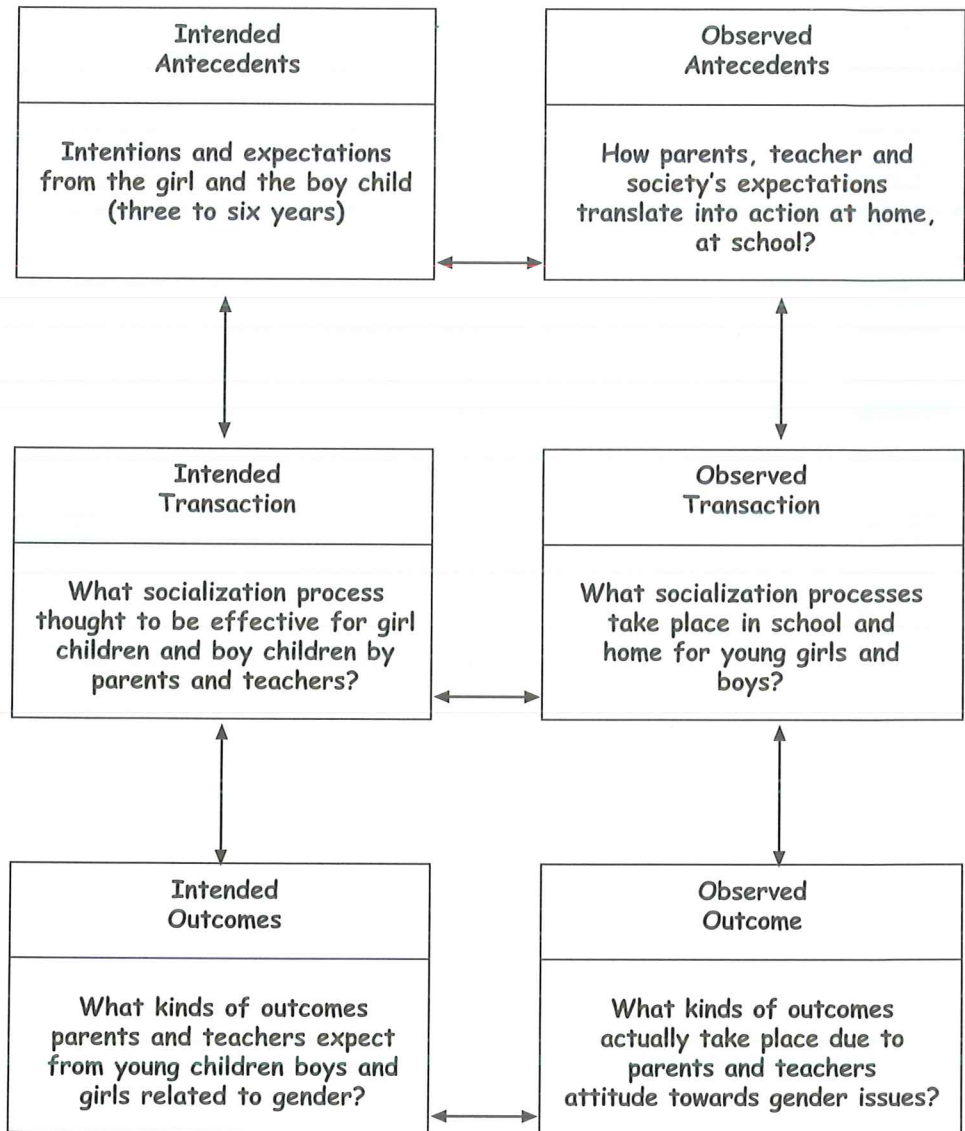 Intended
Antecedents
Intentions and expectations
from the girl and the boy child
(three to six years)
Observed
Antecedents
How parents, teacher and
society's expectations
translate into action at home,
at school?
Intended
Transaction
What socialization process
thought to be effective for girl
children and boy children by
parents and teachers?
Observed
Transaction
What socialization processes
take place in school and
home for young girls and
boys?
Intended
Outcomes
What kinds of outcomes
parents and teachers expect
from young children boys and
girls related to gender?
Observed
Outcome
What kinds of outcomes
actually take place due to
parents and teachers
attitude towards gender issues?